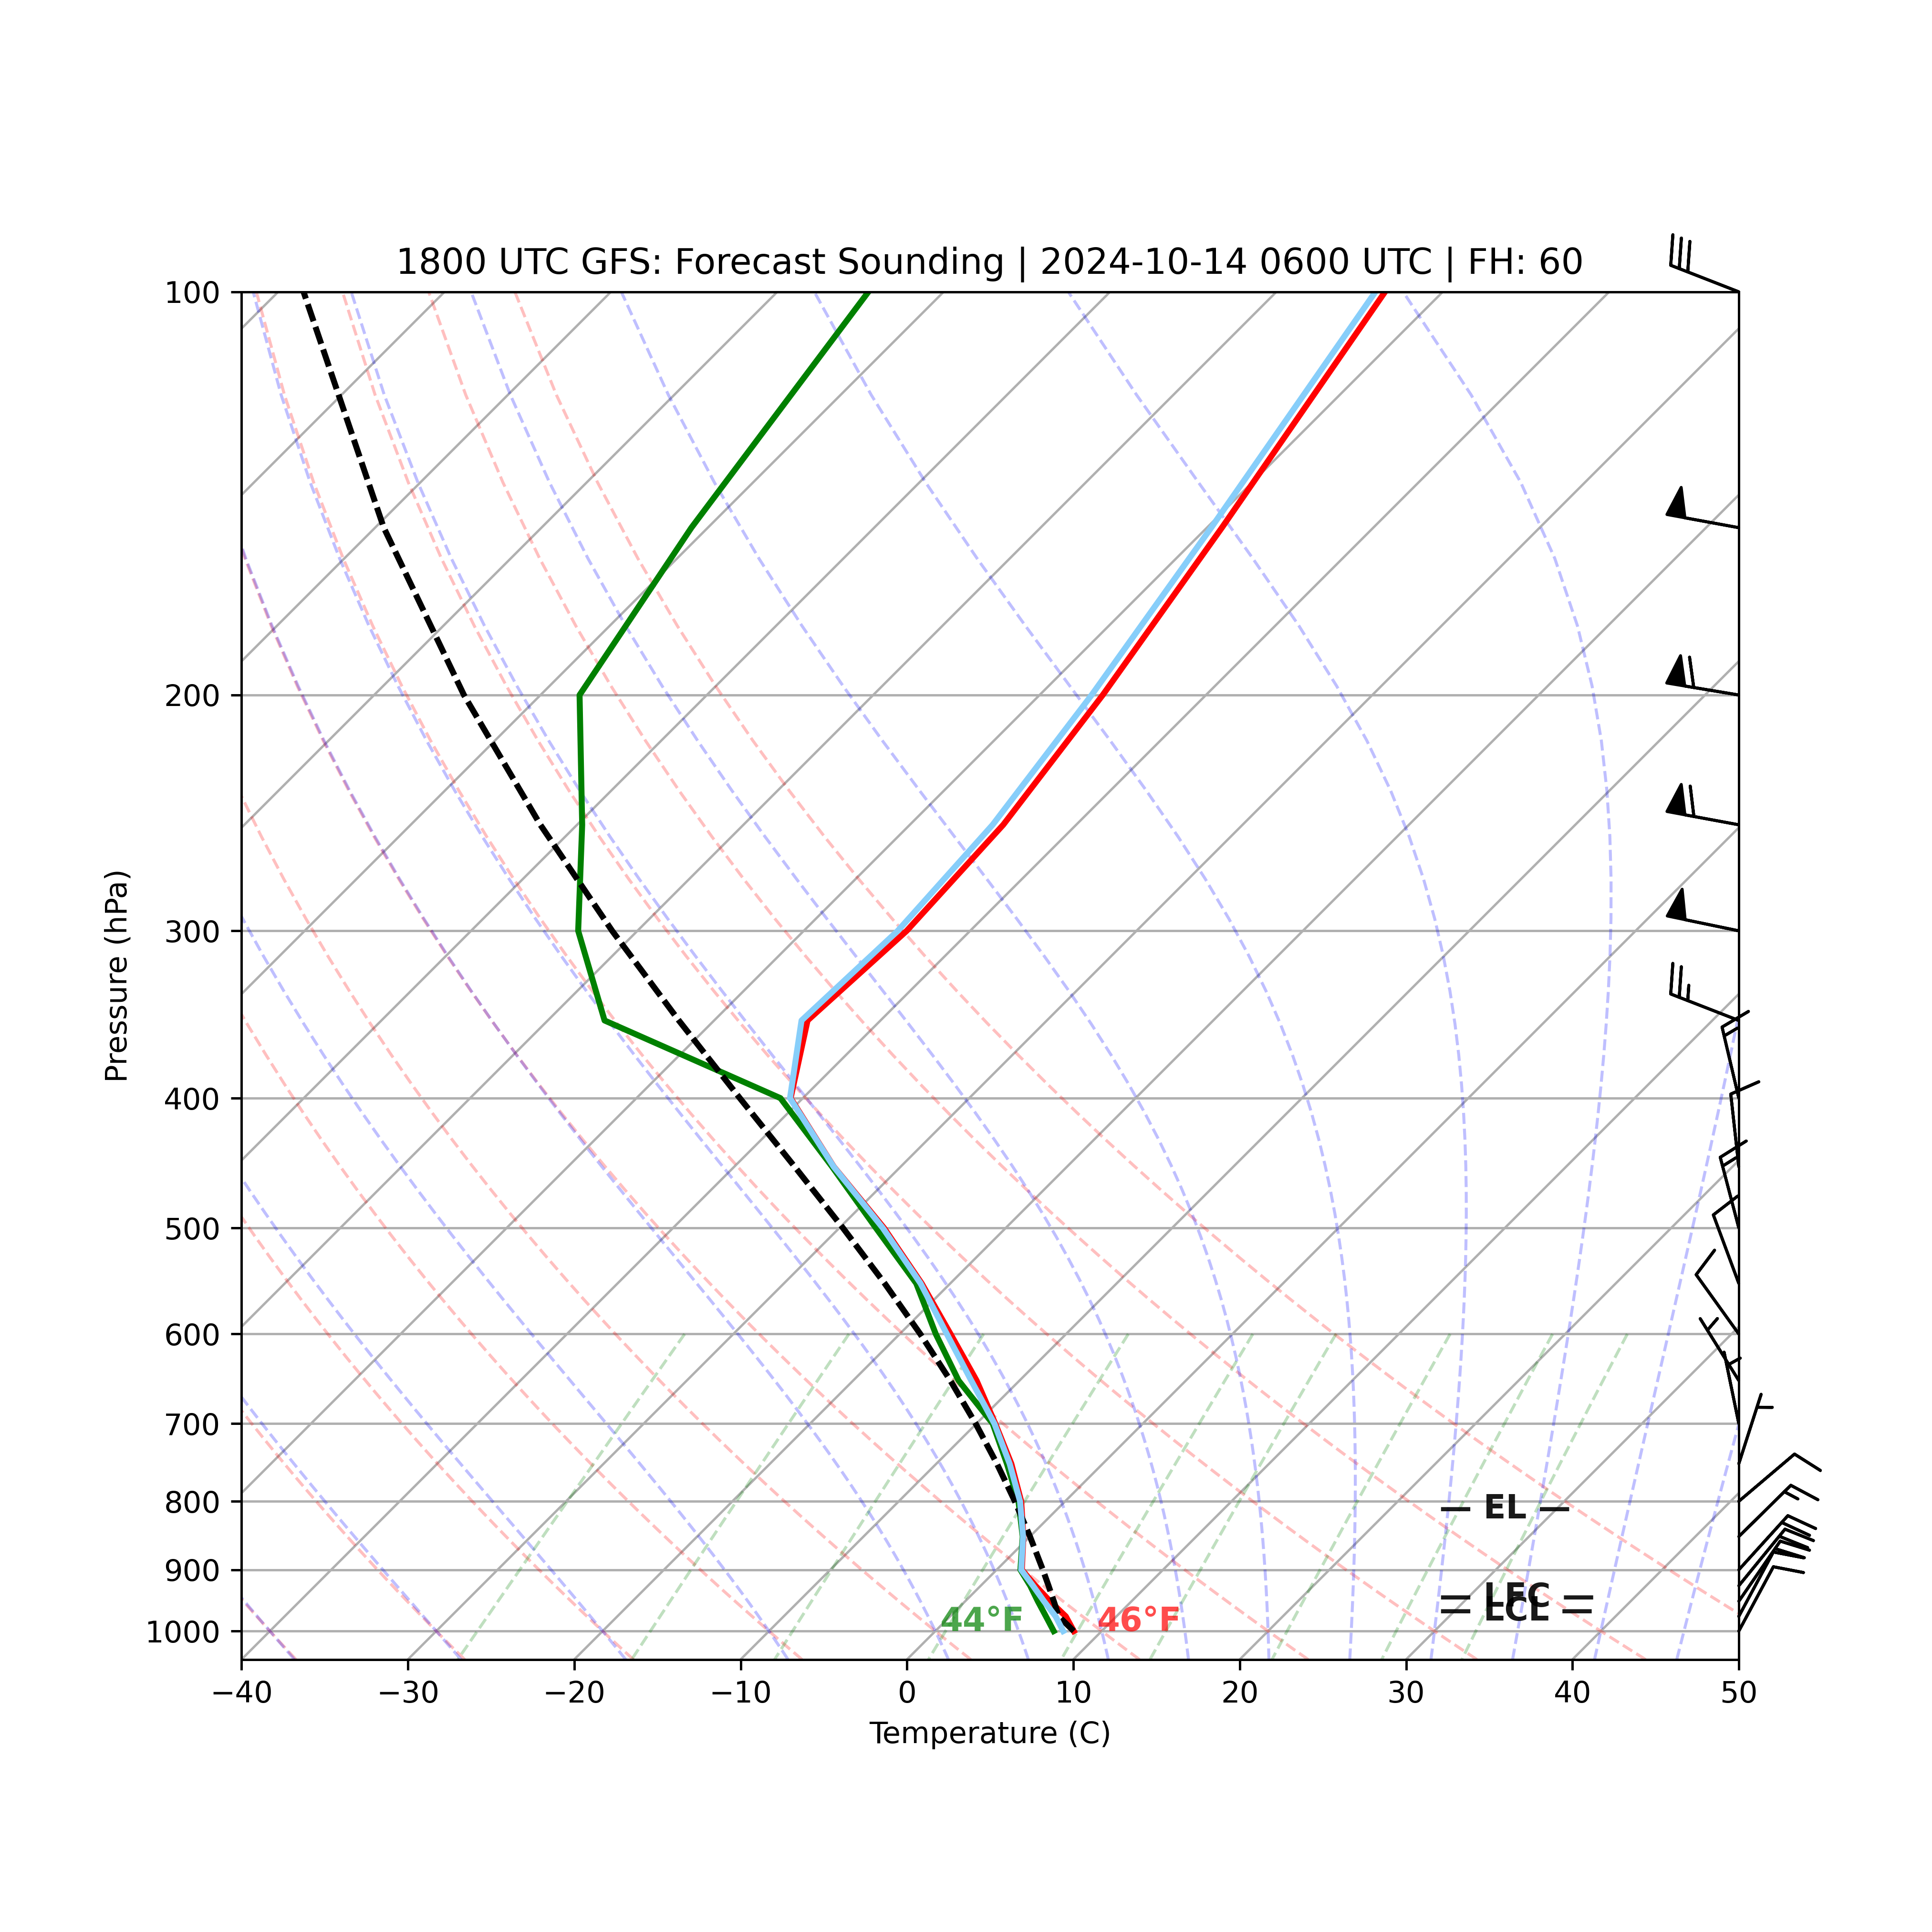 1800 UTC GFS: Forecast Sounding | 2024-10-14 0600 UTC | FH: 60
100
200
300
400
500
600
700
800
900
1000
Pressure (hPa)
— EL —
— LFC —
— LCL —
44°F
46°F
−40 −30 −20 −10 0 10 20 30 40 50
Temperature (C)